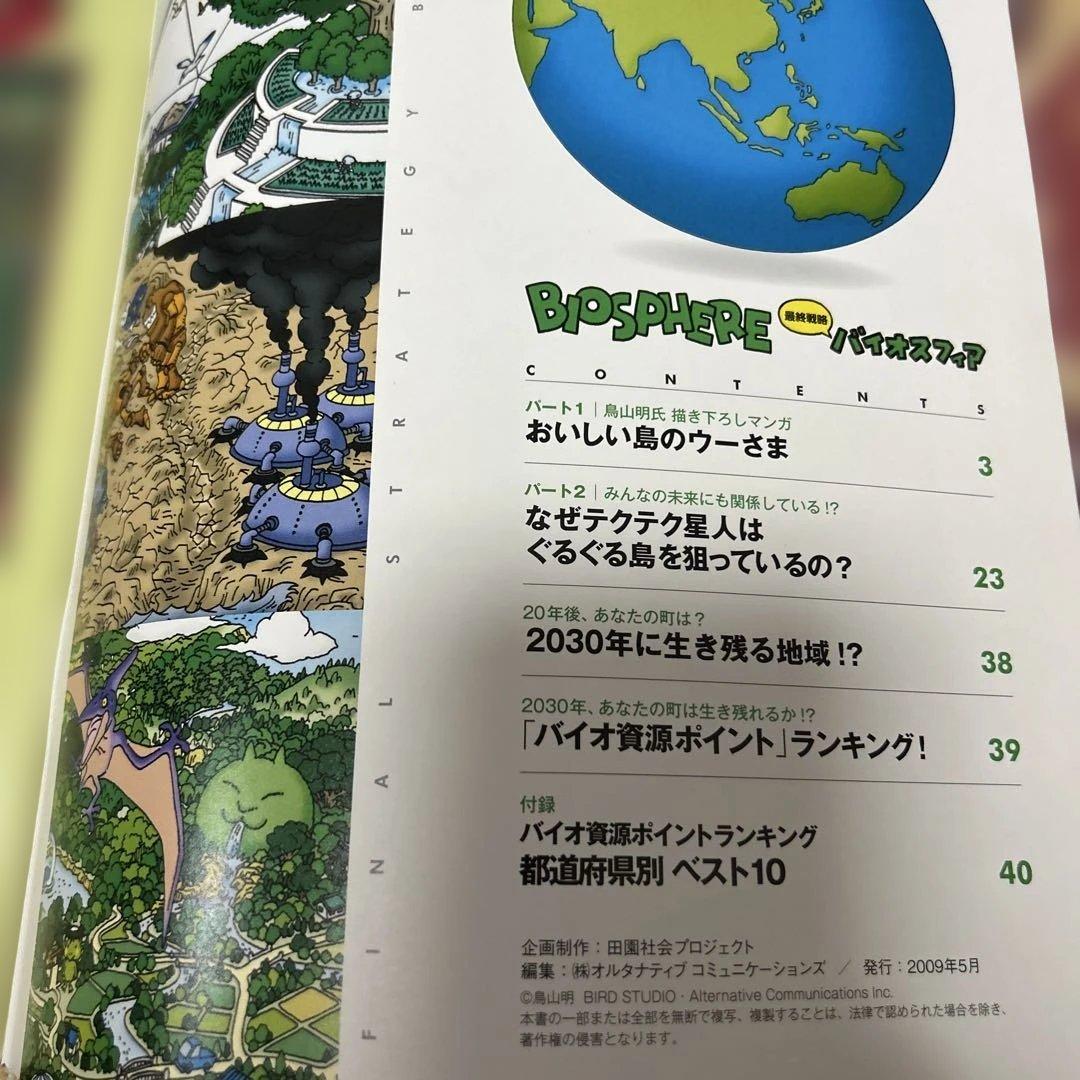 FINAL STRATEGY B
BIOSPHERE 最終戦略 バイオスフィア
CONTENTS
パート1｜鳥山明氏 描き下ろしマンガ
おいしい島のウーさま 3
パート2｜みんなの未来にも関係している!?
なぜテクテク星人は
ぐるぐる島を狙っているの？ 23
20年後、あなたの町は？
2030年に生き残る地域!? 38
2030年、あなたの町は生き残れるか!?
「バイオ資源ポイント」ランキング！ 39
付録
バイオ資源ポイントランキング
都道府県別 ベスト10 40
企画制作：田園社会プロジェクト
編集：㈱オルタナティブ コミュニケーションズ ／ 発行：2009年5月
©鳥山明 BIRD STUDIO・Alternative Communications Inc.
本書の一部または全部を無断で複写、複製することは、法律で認められた場合を除き、
著作権の侵害となります。